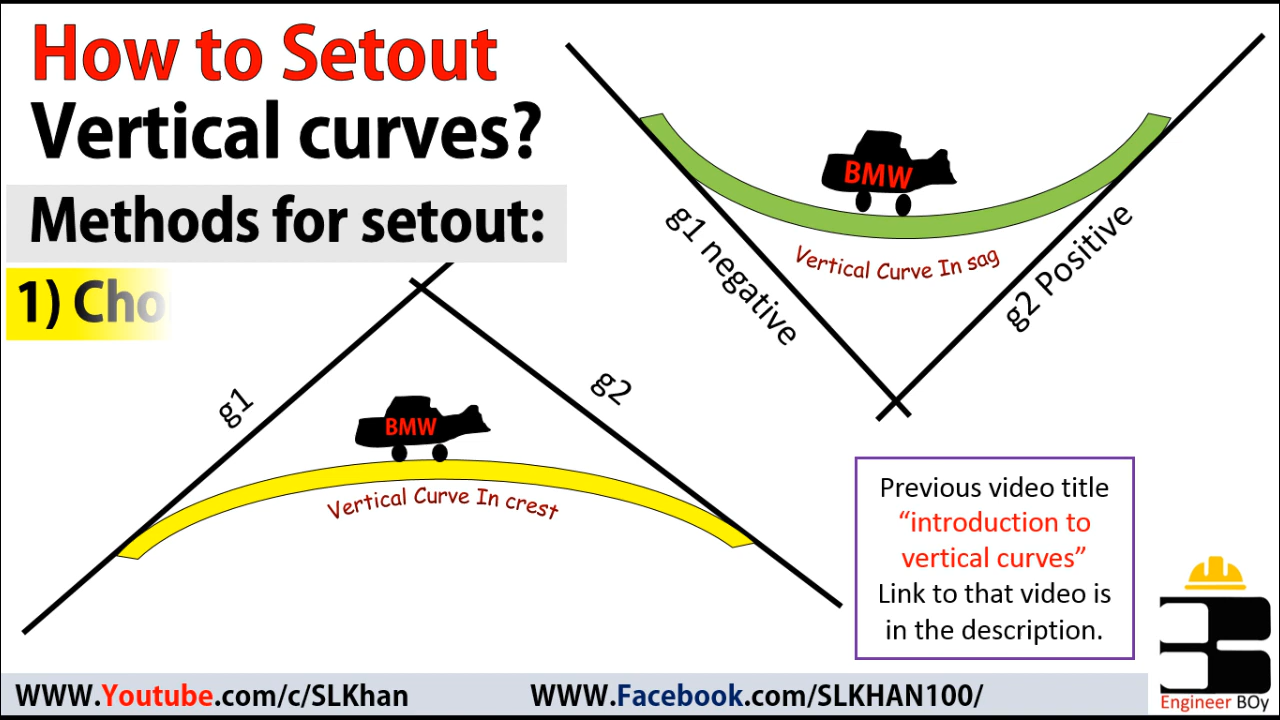 How to Setout
Vertical curves?
Methods for setout:
1) Cho
g1
g2
BMW
Vertical Curve In crest
BMW
Vertical Curve In sag
g1 negative
g2 Positive
Previous video title
“introduction to
vertical curves”
Link to that video is
in the description.
Engineer BOy
WWW.Youtube.com/c/SLKhan
WWW.Facebook.com/SLKHAN100/